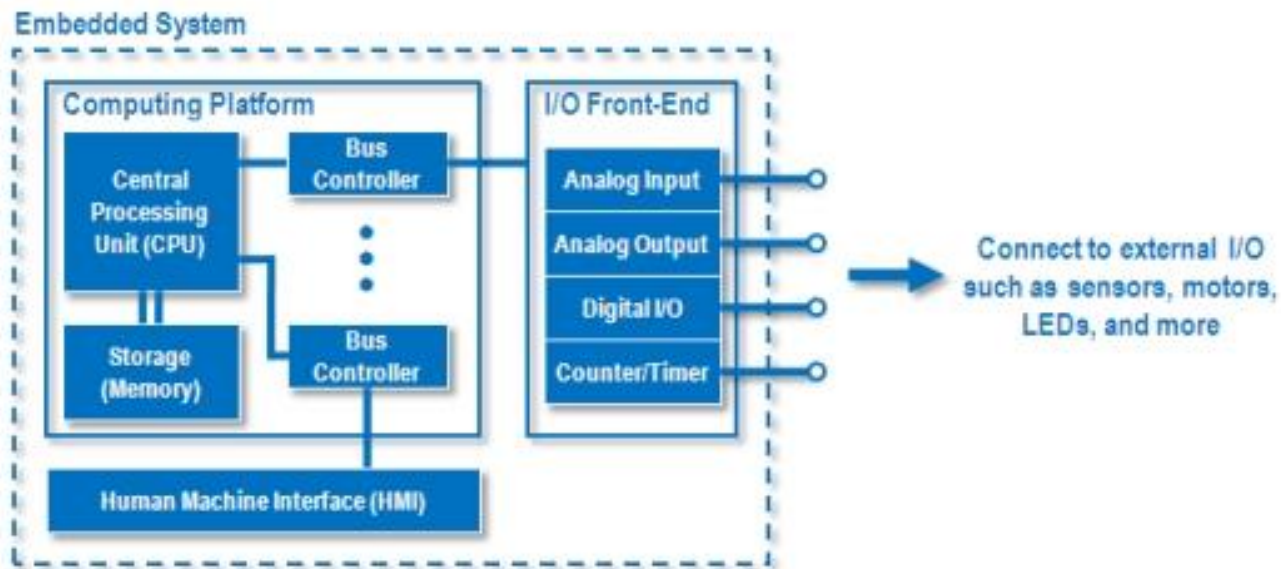 Embedded System
Computing Platform
I/O Front-End
Central
Processing
Unit (CPU)
Bus
Controller
Storage
(Memory)
Bus
Controller
Human Machine Interface (HMI)
Analog Input
Analog Output
Digital I/O
Counter/Timer
Connect to external I/O
such as sensors, motors,
LEDs, and more